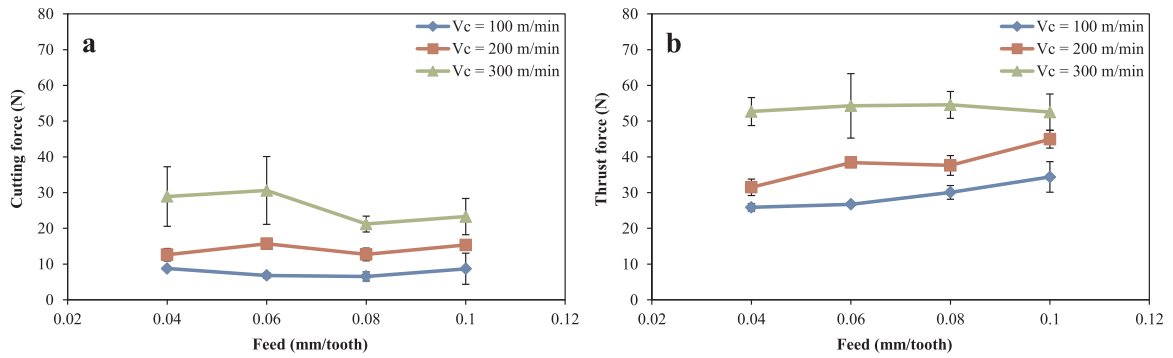 a
Vc = 100 m/min
Vc = 200 m/min
Vc = 300 m/min
Cutting force (N)
80
70
60
50
40
30
20
10
0
0.02 0.04 0.06 0.08 0.1 0.12
Feed (mm/tooth)
b
Vc = 100 m/min
Vc = 200 m/min
Vc = 300 m/min
Thrust force (N)
80
70
60
50
40
30
20
10
0
0.02 0.04 0.06 0.08 0.1 0.12
Feed (mm/tooth)